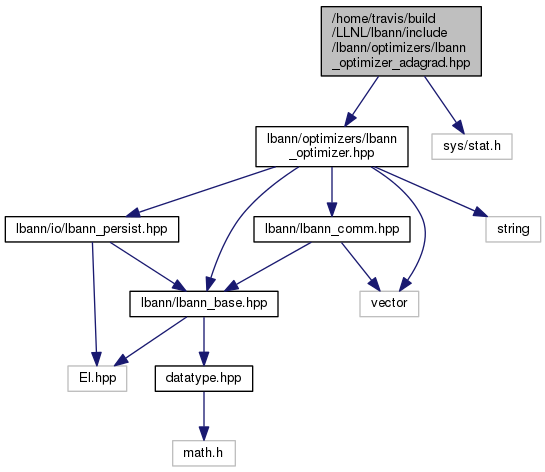 /home/travis/build
/LLNL/lbann/include
/lbann/optimizers/lbann
_optimizer_adagrad.hpp
lbann/optimizers/lbann
_optimizer.hpp
sys/stat.h
lbann/io/lbann_persist.hpp
lbann/lbann_comm.hpp
string
lbann/lbann_base.hpp
vector
El.hpp
datatype.hpp
math.h